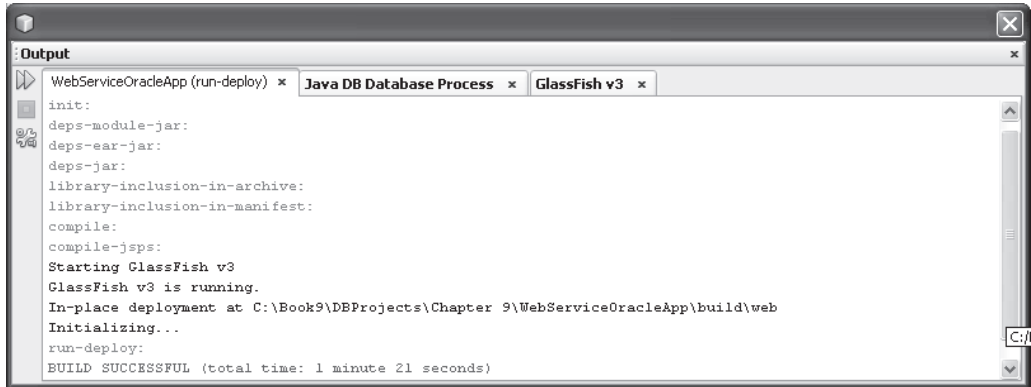 Output
WebServiceOracleApp (run-deploy) Java DB Database Process GlassFish v3
init:
deps-module-jar:
deps-ear-jar:
deps-jar:
library-inclusion-in-archive:
library-inclusion-in-manifest:
compile:
compile-jsps:
Starting GlassFish v3
GlassFish v3 is running.
In-place deployment at C:\Book9\DBProjects\Chapter 9\WebServiceOracleApp\build\web
Initializing...
run-deploy:
BUILD SUCCESSFUL (total time: 1 minute 21 seconds)